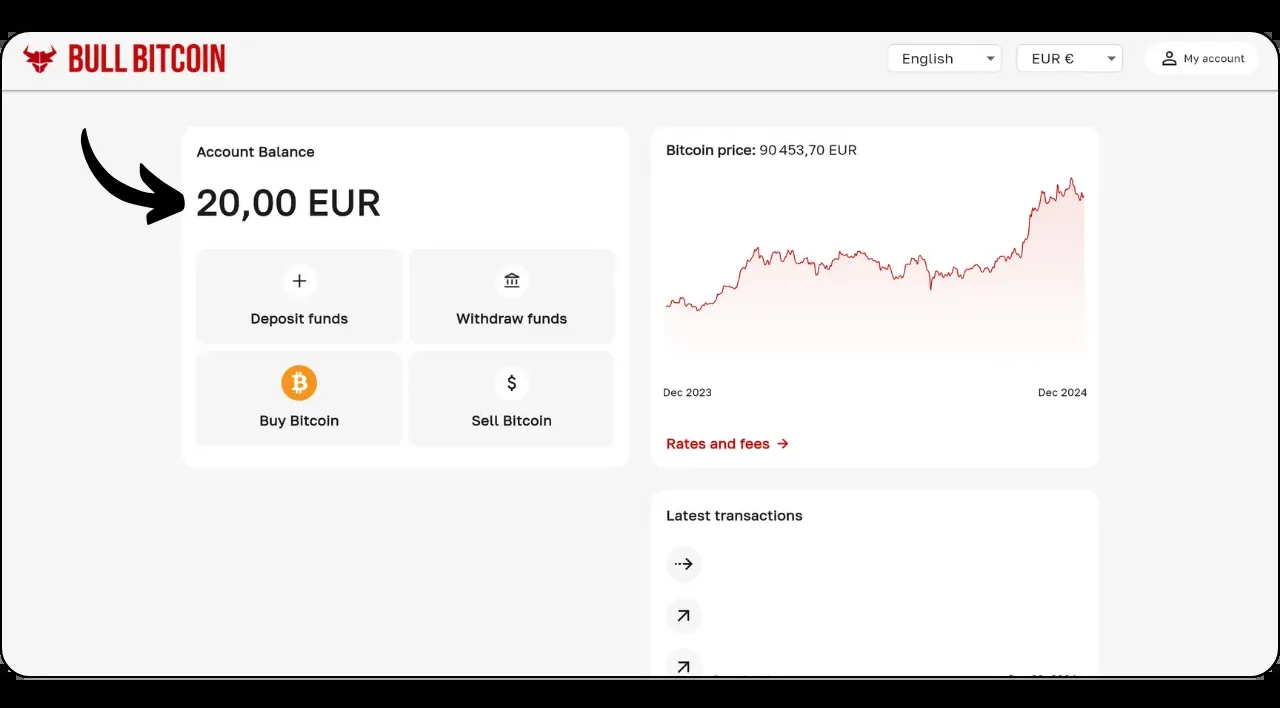 BULL BITCOIN
English
EUR €
My account
Account Balance
20,00 EUR
Deposit funds
Withdraw funds
Buy Bitcoin
Sell Bitcoin
Bitcoin price: 90 453,70 EUR
Dec 2023
Dec 2024
Rates and fees →
Latest transactions